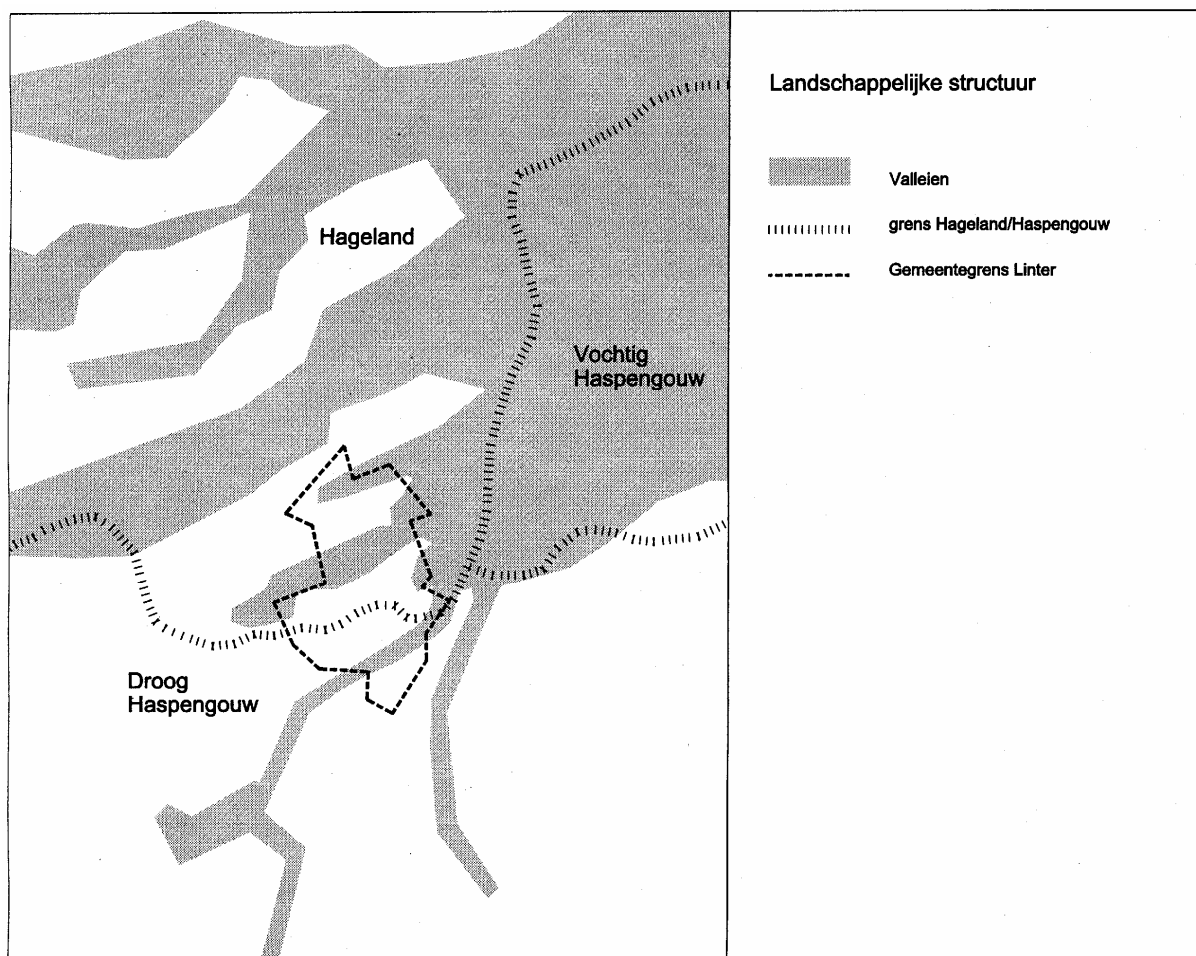 Landschappelijke structuur
Valleien
grens Hageland/Haspengouw
Gemeentegrens Linter
Hageland
Vochtig
Haspengouw
Droog
Haspengouw